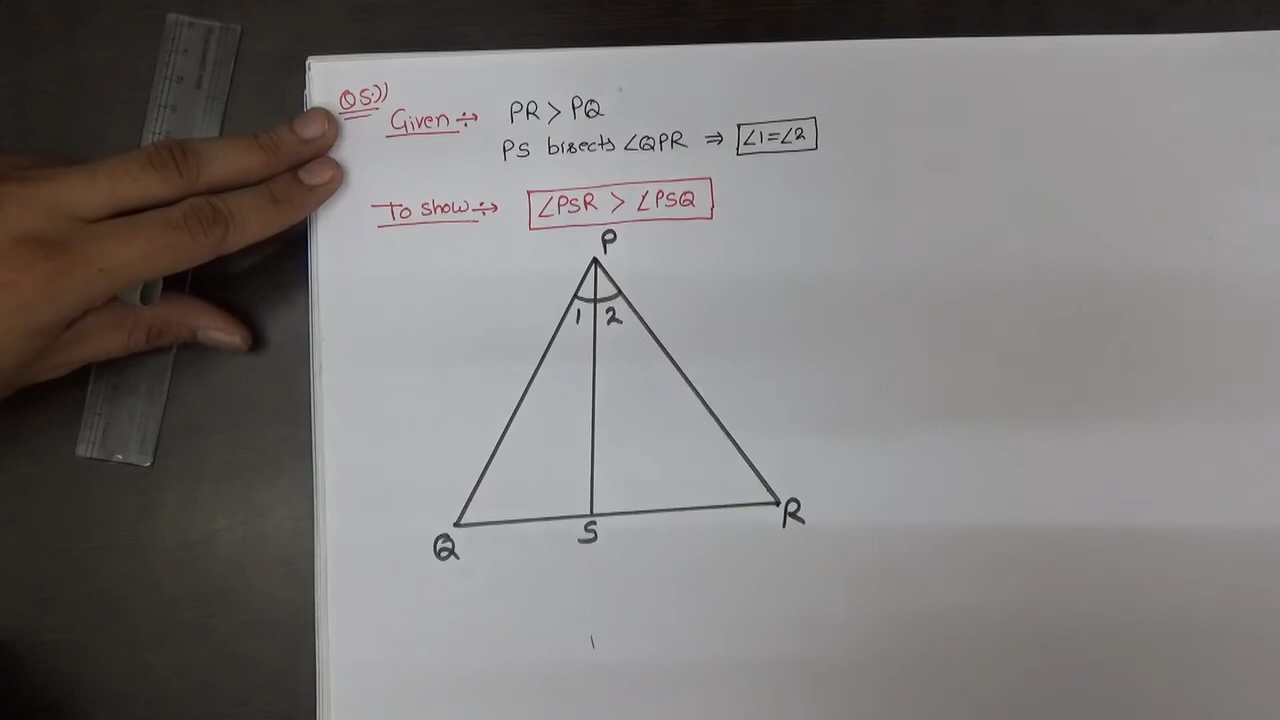 Q5:))
Given ÷ PR > PQ
PS bisects ∠QPR ⇒ ∠1=∠2
To show ÷ ∠PSR > ∠PSQ
P
1 2
Q S R